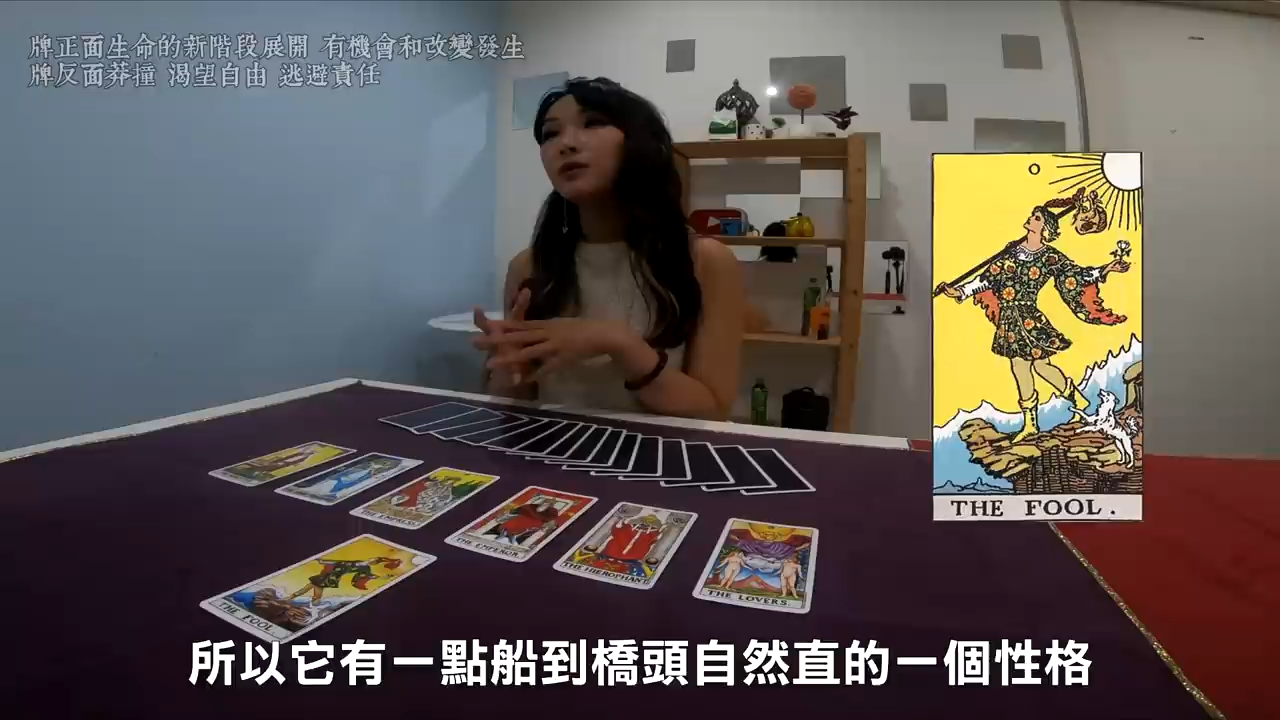 牌正面生命的新階段展開 有機會和改變發生
牌反面莽撞 渴望自由 逃避責任
0
THE FOOL.
THE EMPRESS.
THE EMPEROR.
THE HIEROPHANT
THE LOVERS.
THE FOOL.
所以它有一點船到橋頭自然直的一個性格